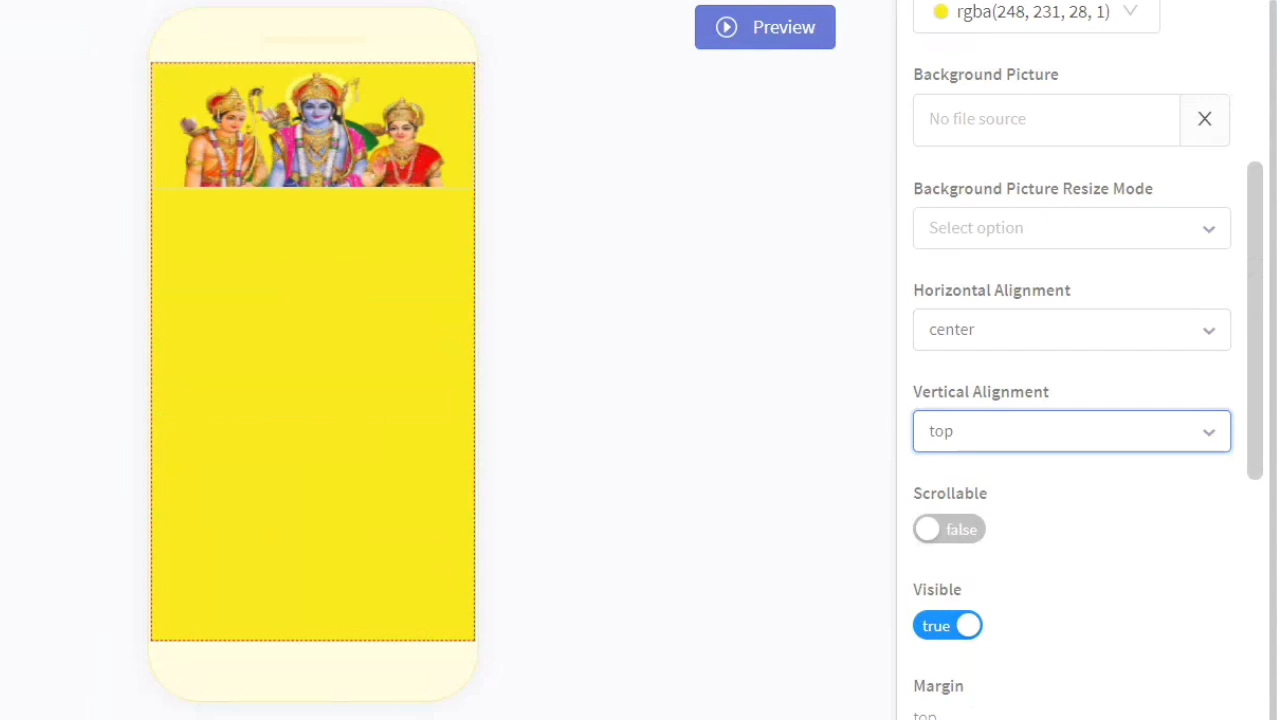 Preview
rgba(248, 231, 28, 1)
Background Picture
No file source
X
Background Picture Resize Mode
Select option
Horizontal Alignment
center
Vertical Alignment
top
Scrollable
false
Visible
true
Margin
top